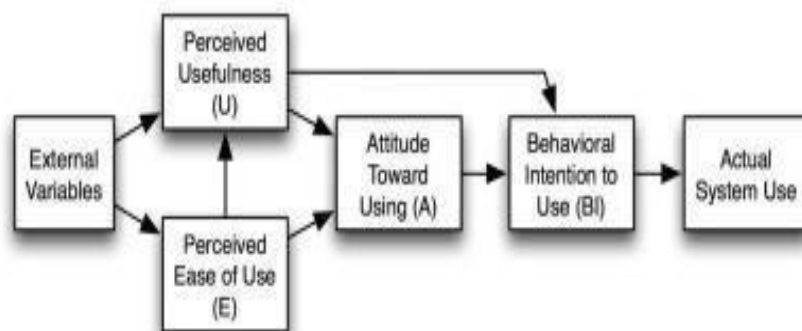 Perceived
Usefulness
(U)
External
Variables
Perceived
Ease of Use
(E)
Attitude
Toward
Using (A)
Behavioral
Intention to
Use (BI)
Actual
System Use